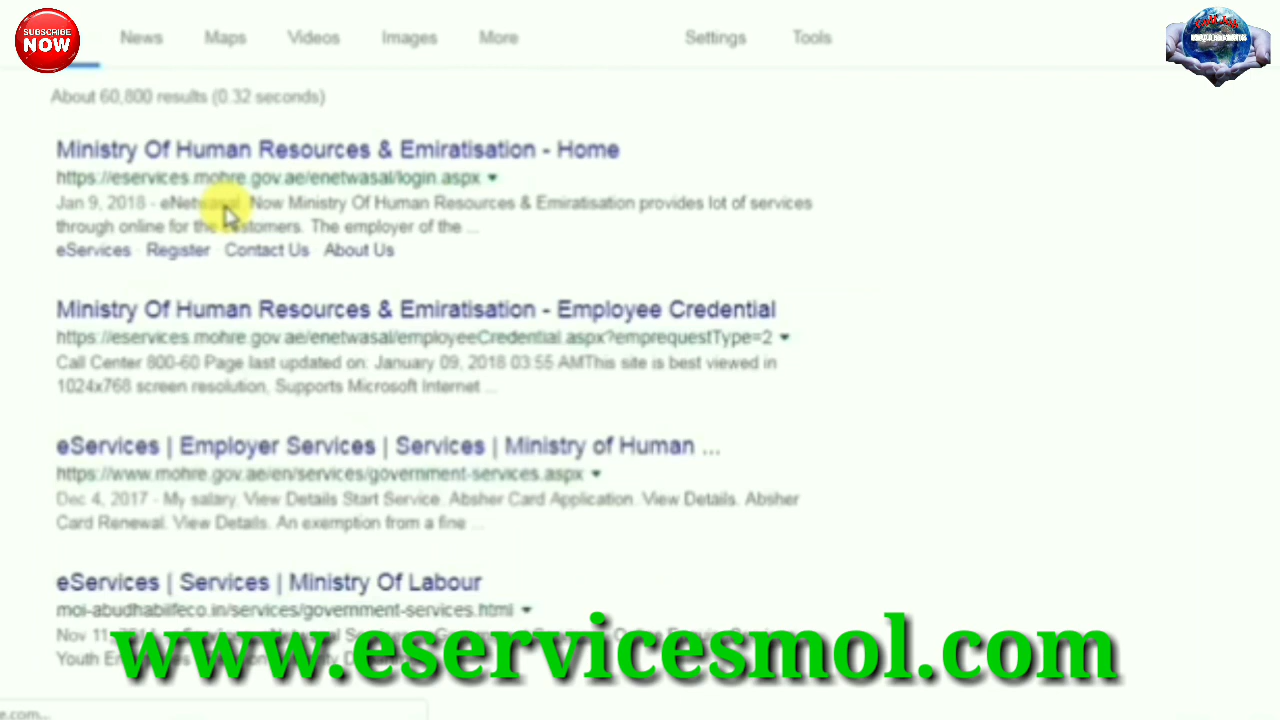 SUBSCRIBE
NOW
News Maps Videos Images More Settings Tools
About 60,800 results (0.32 seconds)
Ministry Of Human Resources & Emiratisation - Home
https://eservices.mohre.gov.ae/enetwasal/login.aspx
Jan 9, 2018 - Now Ministry Of Human Resources & Emiratisation provides lot of services
through online for the customers. The employer of the ...
eServices · Register · Contact Us · About Us
Ministry Of Human Resources & Emiratisation - Employee Credential
https://eservices.mohre.gov.ae/enetwasal/employeeCredential.aspx?emprequestType=2
Call Center 800-60 Page last updated on: January 09, 2018 03:55 AMThis site is best viewed in
1024x768 screen resolution, Supports Microsoft Internet ...
eServices | Employer Services | Services | Ministry of Human ...
https://www.mohre.gov.ae/en/services/government-services.aspx
Dec 4, 2017 - My salary. View Details Start Service. Absher Card Application. View Details. Absher
Card Renewal. View Details. An exemption from a fine ...
eServices | Services | Ministry Of Labour
moi-abudhabiifeco.in/services/government-services.html
Nov 11,
Youth
www.eservicesmol.com
e.com...